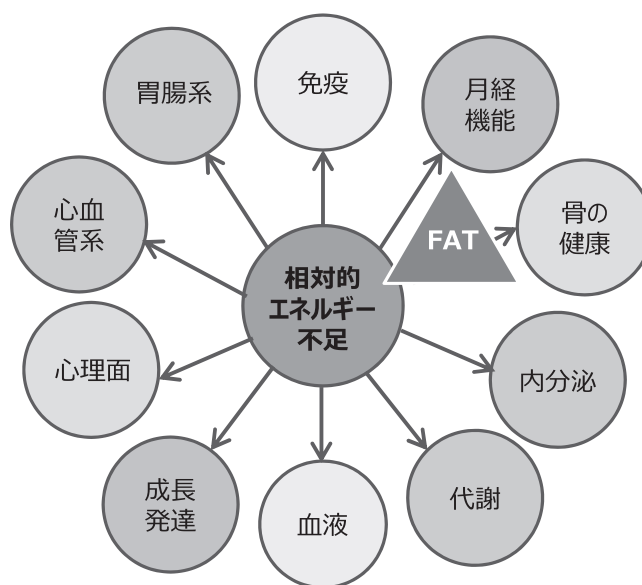 免疫
月経
機能
骨の
健康
内分泌
代謝
血液
成長
発達
心理面
心血
管系
胃腸系
FAT
相対的
エネルギー
不足